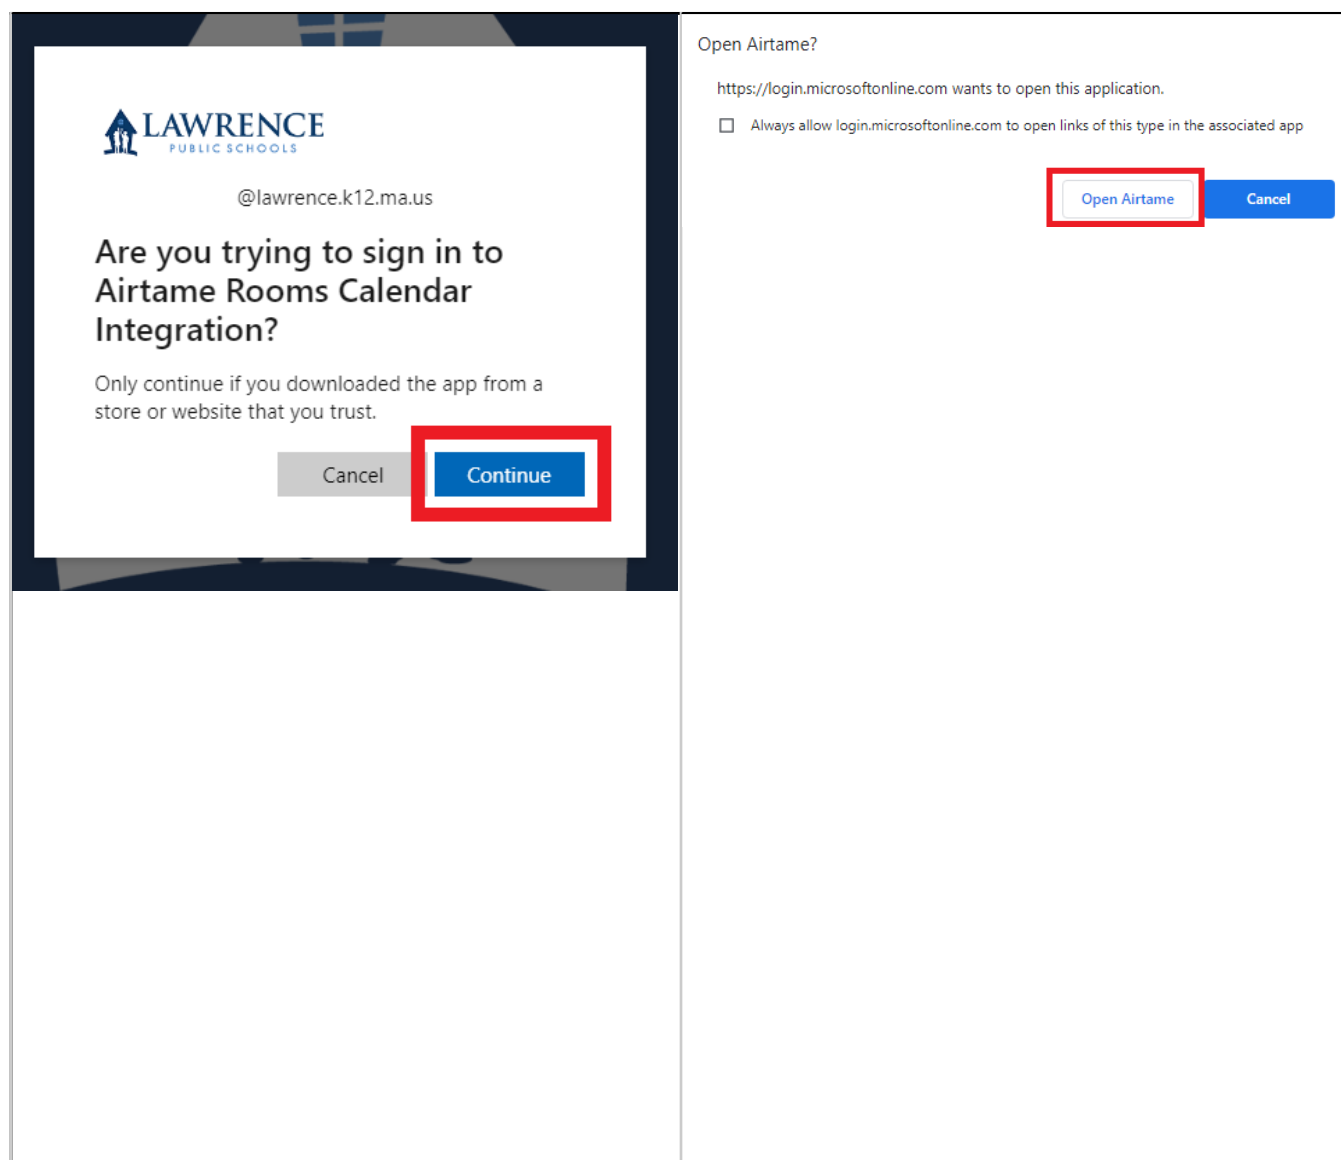 LAWRENCE
PUBLIC SCHOOLS
@lawrence.k12.ma.us
Are you trying to sign in to
Airtame Rooms Calendar
Integration?
Only continue if you downloaded the app from a
store or website that you trust.
Cancel
Continue
Open Airtame?
https://login.microsoftonline.com wants to open this application.
Always allow login.microsoftonline.com to open links of this type in the associated app
Open Airtame
Cancel